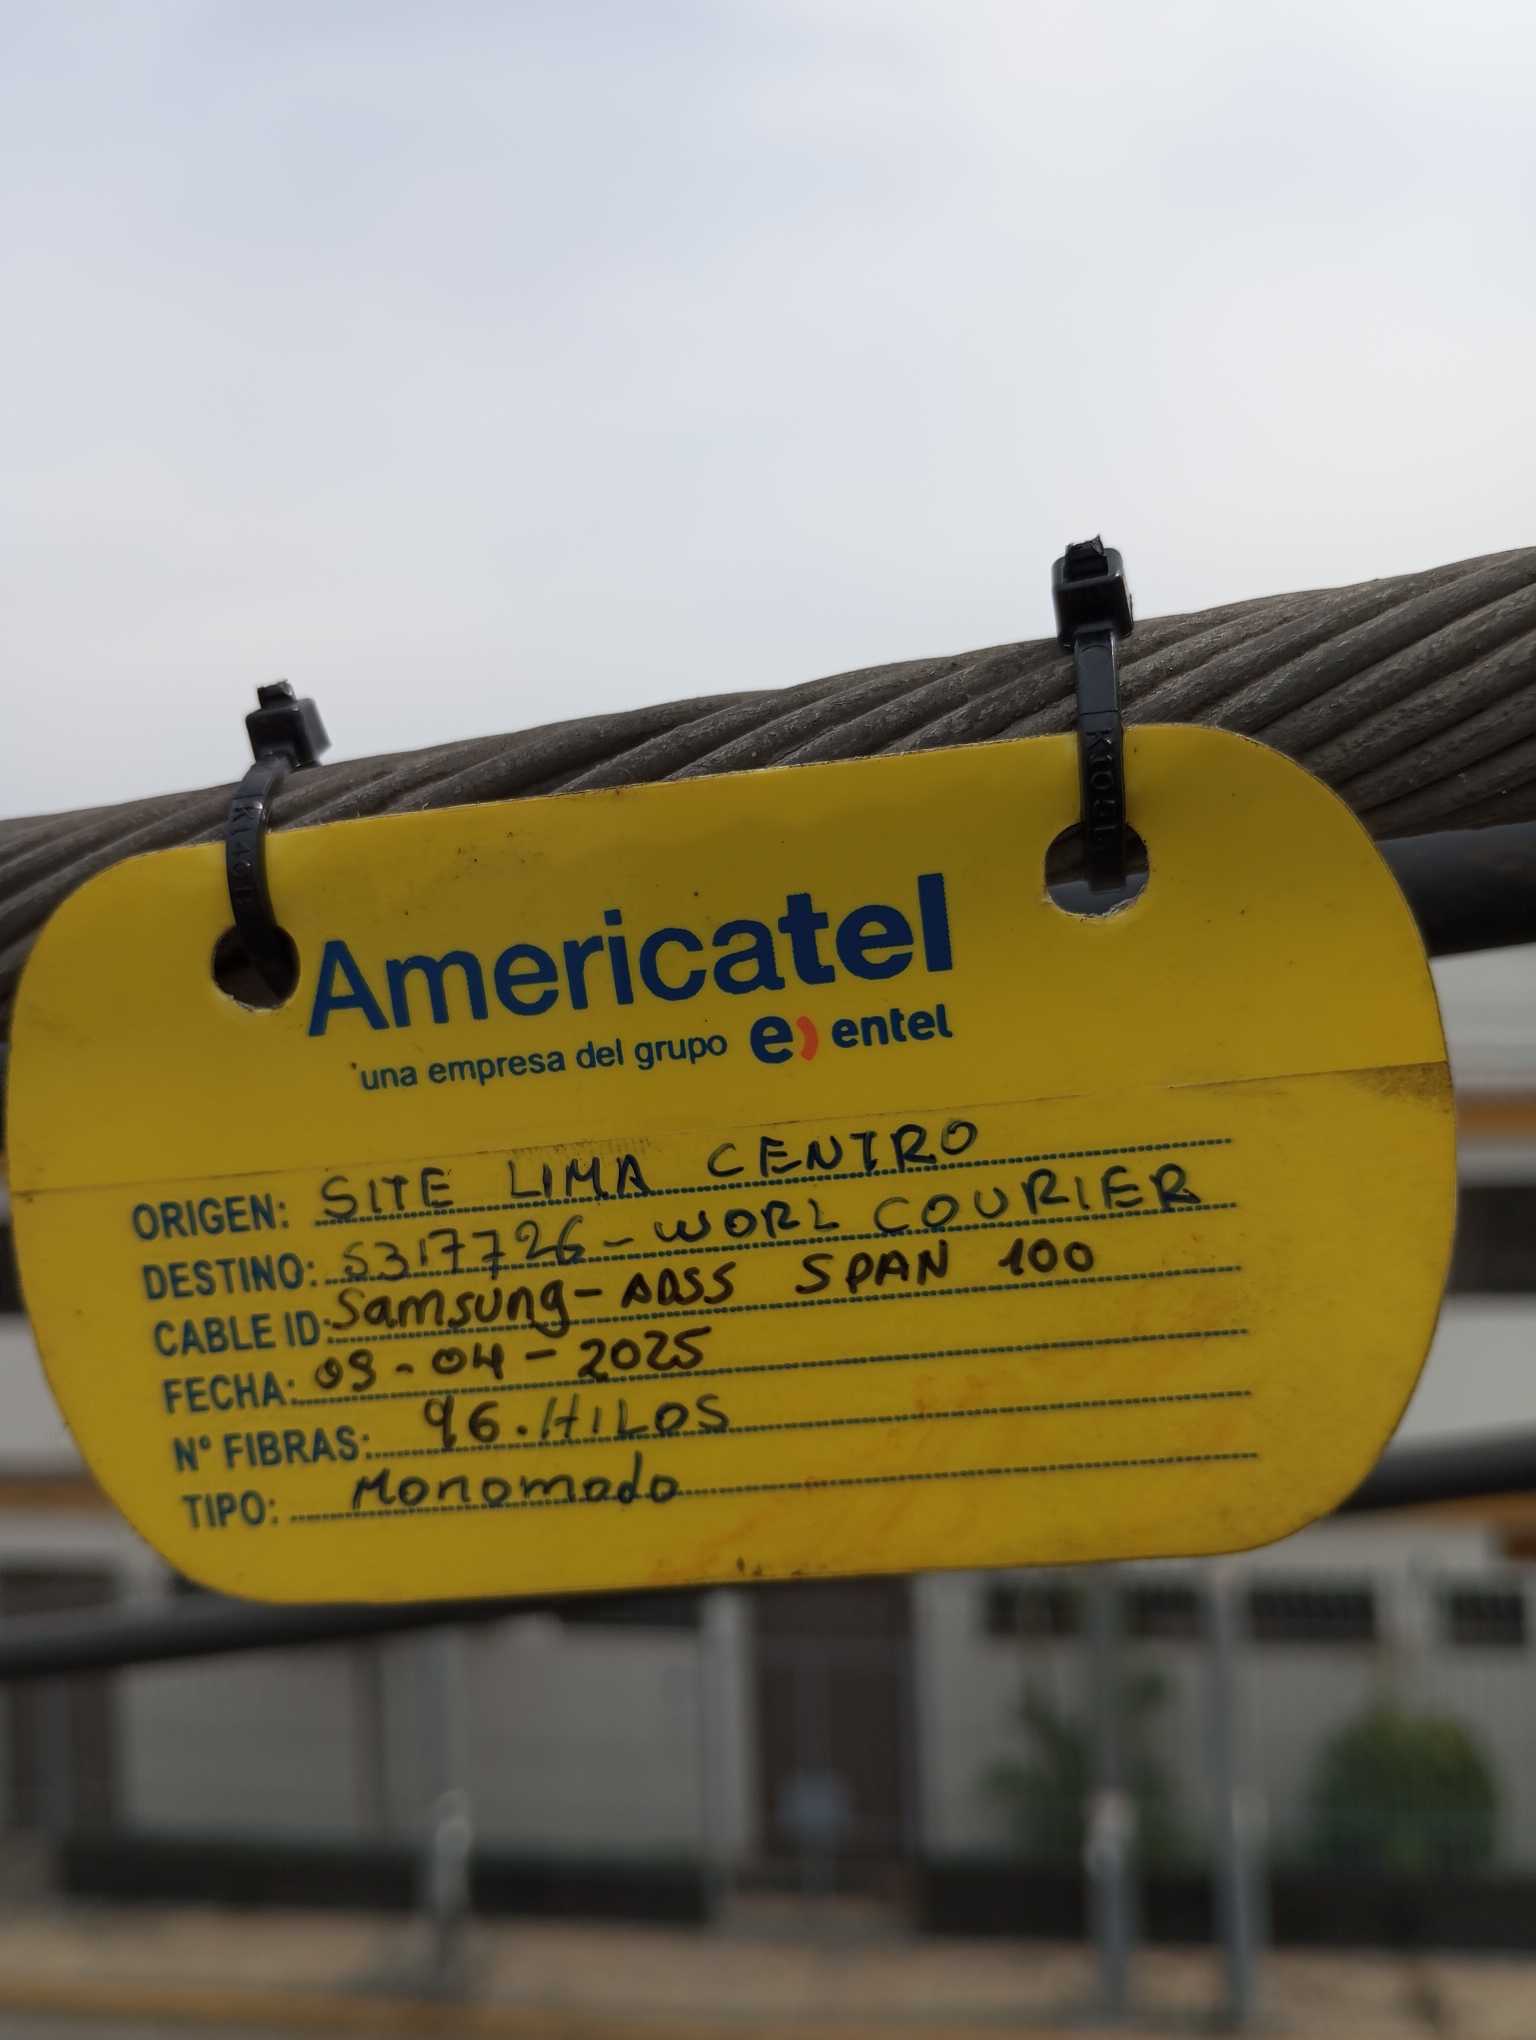 Americatel
una empresa del grupo e) entel
ORIGEN: SITE LIMA CENTRO
DESTINO: S317726-WORL COURIER
CABLE ID: Samsung-ADSS SPAN 100
FECHA: 09-04-2025
N° FIBRAS: 96.HILOS
TIPO: Monomodo